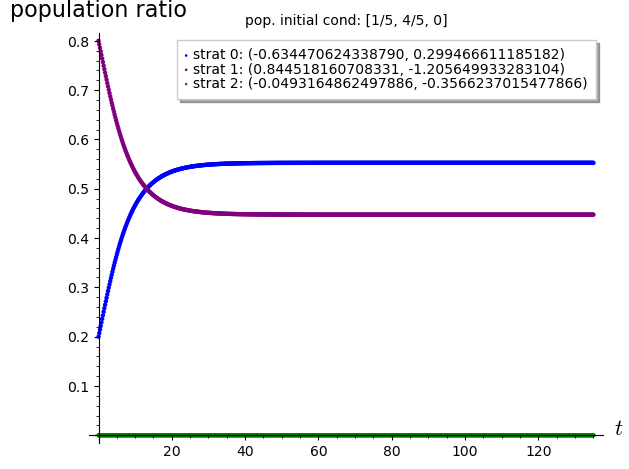 population ratio
pop. initial cond: [1/5, 4/5, 0]
strat 0: (-0.634470624338790, 0.299466611185182)
strat 1: (0.844518160708331, -1.205649933283104)
strat 2: (-0.0493164862497886, -0.3566237015477866)
0.8
0.7
0.6
0.5
0.4
0.3
0.2
0.1
20 40 60 80 100 120
t